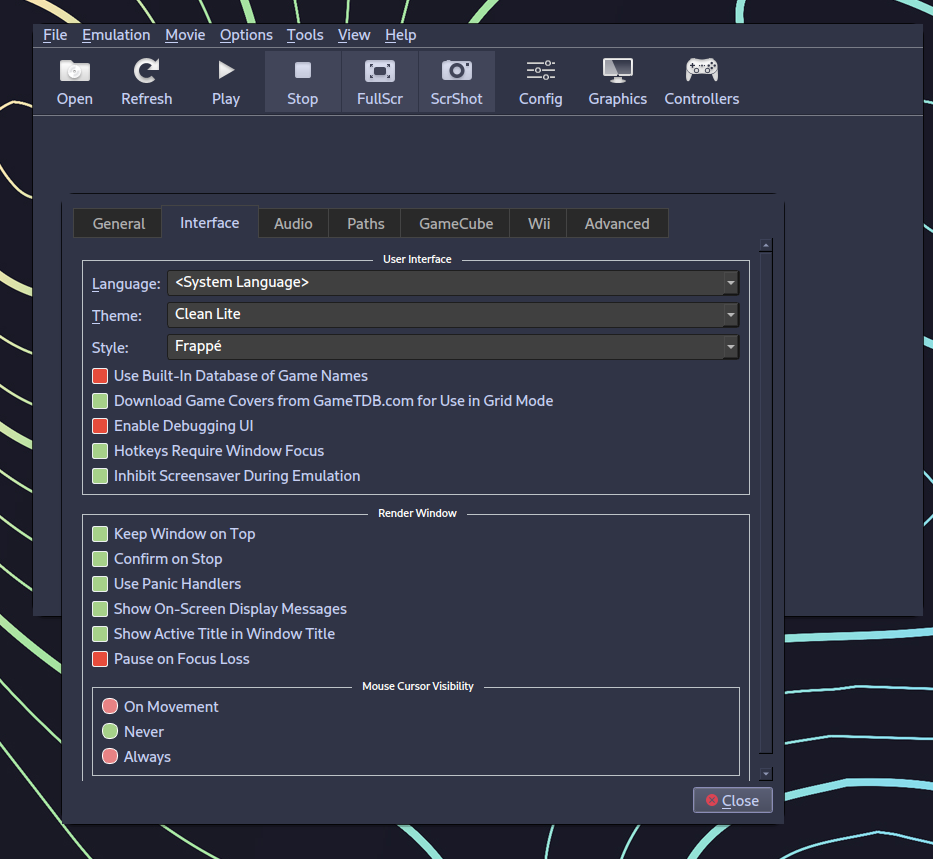 File Emulation Movie Options Tools View Help
Open Refresh Play Stop FullScr ScrShot Config Graphics Controllers
General Interface Audio Paths GameCube Wii Advanced
User Interface
Language: <System Language>
Theme: Clean Lite
Style: Frappé
Use Built-In Database of Game Names
Download Game Covers from GameTDB.com for Use in Grid Mode
Enable Debugging UI
Hotkeys Require Window Focus
Inhibit Screensaver During Emulation
Render Window
Keep Window on Top
Confirm on Stop
Use Panic Handlers
Show On-Screen Display Messages
Show Active Title in Window Title
Pause on Focus Loss
Mouse Cursor Visibility
On Movement
Never
Always
Close